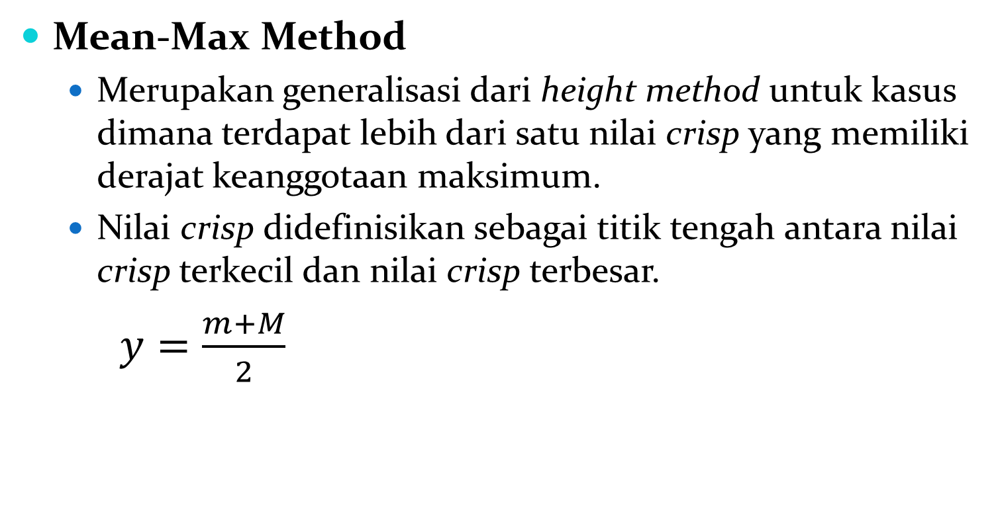 • Mean-Max Method
• Merupakan generalisasi dari height method untuk kasus
dimana terdapat lebih dari satu nilai crisp yang memiliki
derajat keanggotaan maksimum.
• Nilai crisp didefinisikan sebagai titik tengah antara nilai
crisp terkecil dan nilai crisp terbesar.
y = \frac{m+M}{2}